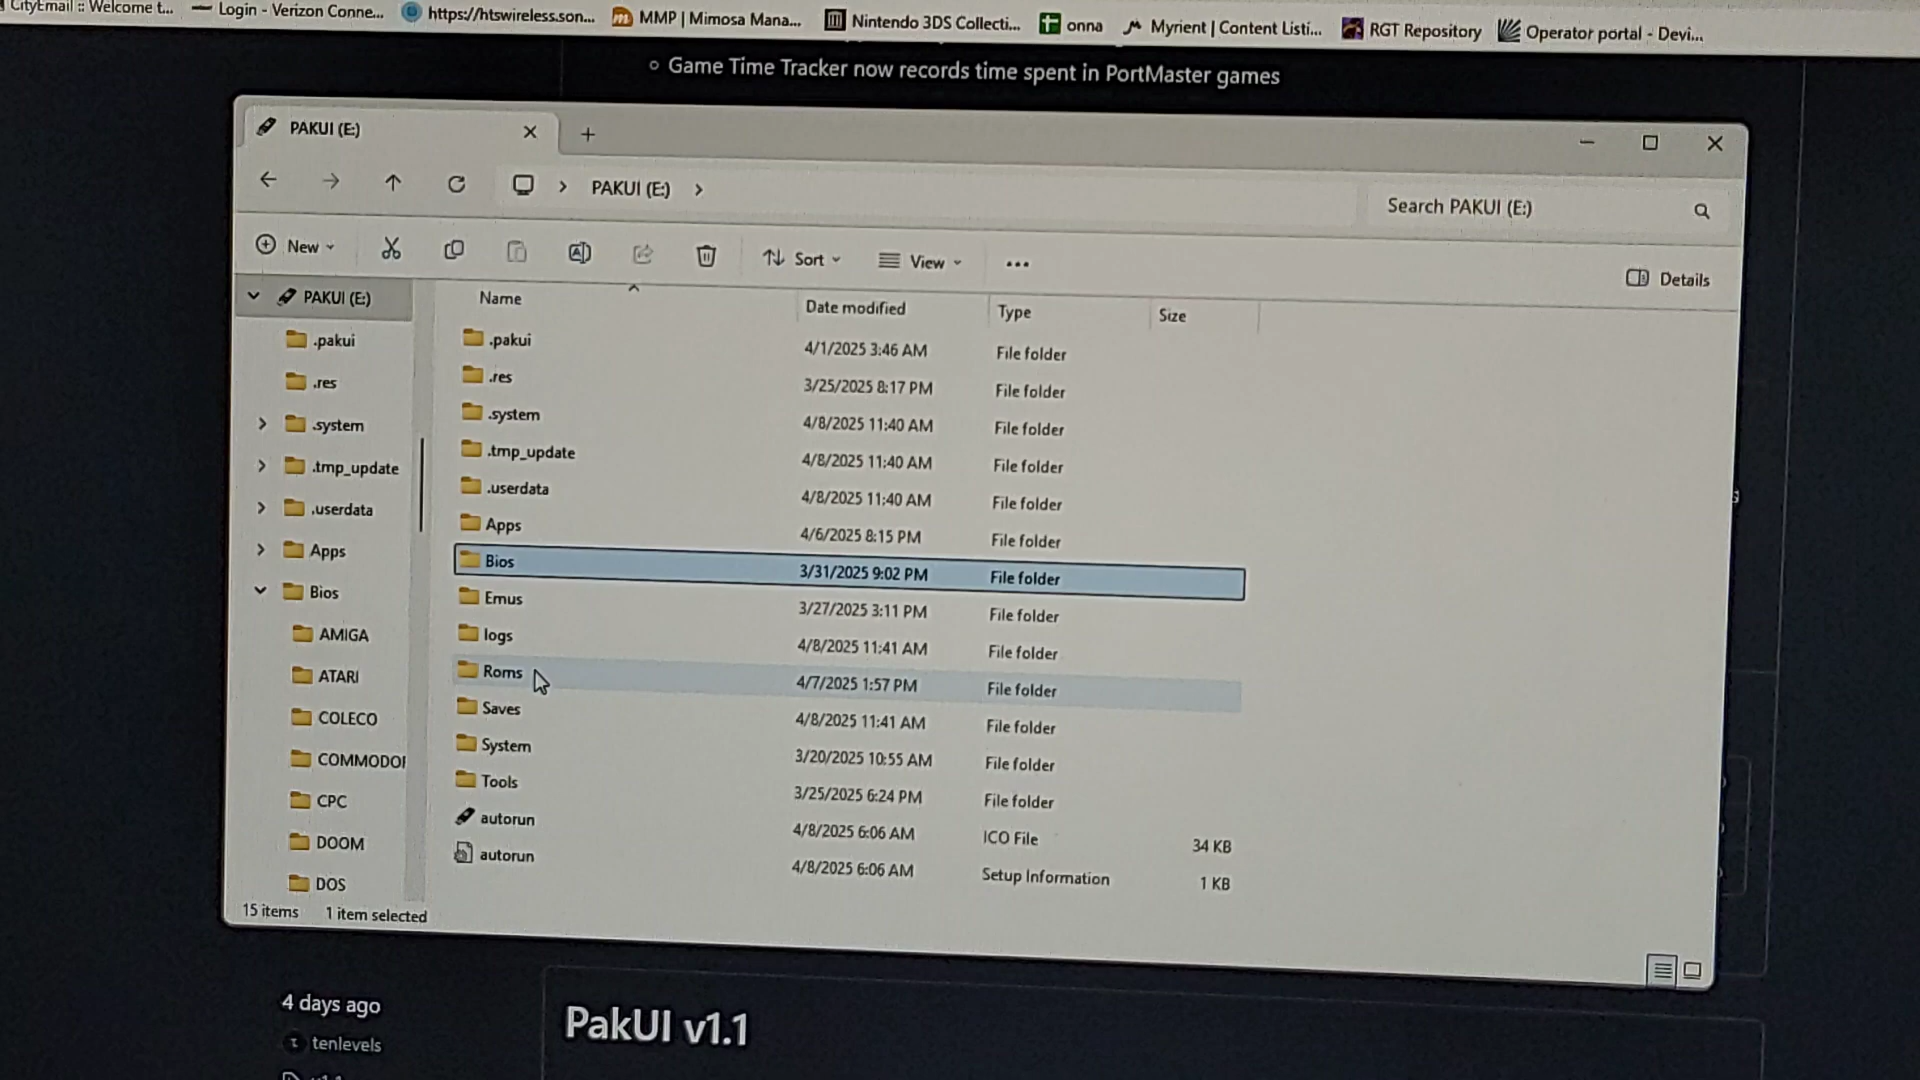 CityEmail :: Welcome t... Login - Verizon Conne... https://htswireless.son... MMP | Mimosa Mana... Nintendo 3DS Collecti... onna Myrient | Content Listi... RGT Repository Operator portal - Devi...
Game Time Tracker now records time spent in PortMaster games
PAKUI (E:)
PAKUI (E:)
Search PAKUI (E:)
New Sort View ... Details
PAKUI (E:)
.pakui
.res
.system
.tmp_update
.userdata
Apps
Bios
AMIGA
ATARI
COLECO
COMMODO
CPC
DOOM
DOS
Name Date modified Type Size
.pakui 4/1/2025 3:46 AM File folder
.res 3/25/2025 8:17 PM File folder
.system 4/8/2025 11:40 AM File folder
.tmp_update 4/8/2025 11:40 AM File folder
.userdata 4/8/2025 11:40 AM File folder
Apps 4/6/2025 8:15 PM File folder
Bios 3/31/2025 9:02 PM File folder
Emus 3/27/2025 3:11 PM File folder
logs 4/8/2025 11:41 AM File folder
Roms 4/7/2025 1:57 PM File folder
Saves 4/8/2025 11:41 AM File folder
System 3/20/2025 10:55 AM File folder
Tools 3/25/2025 6:24 PM File folder
autorun 4/8/2025 6:06 AM ICO File 34 KB
autorun 4/8/2025 6:06 AM Setup Information 1 KB
15 items 1 item selected
4 days ago
tenlevels
PakUI v1.1